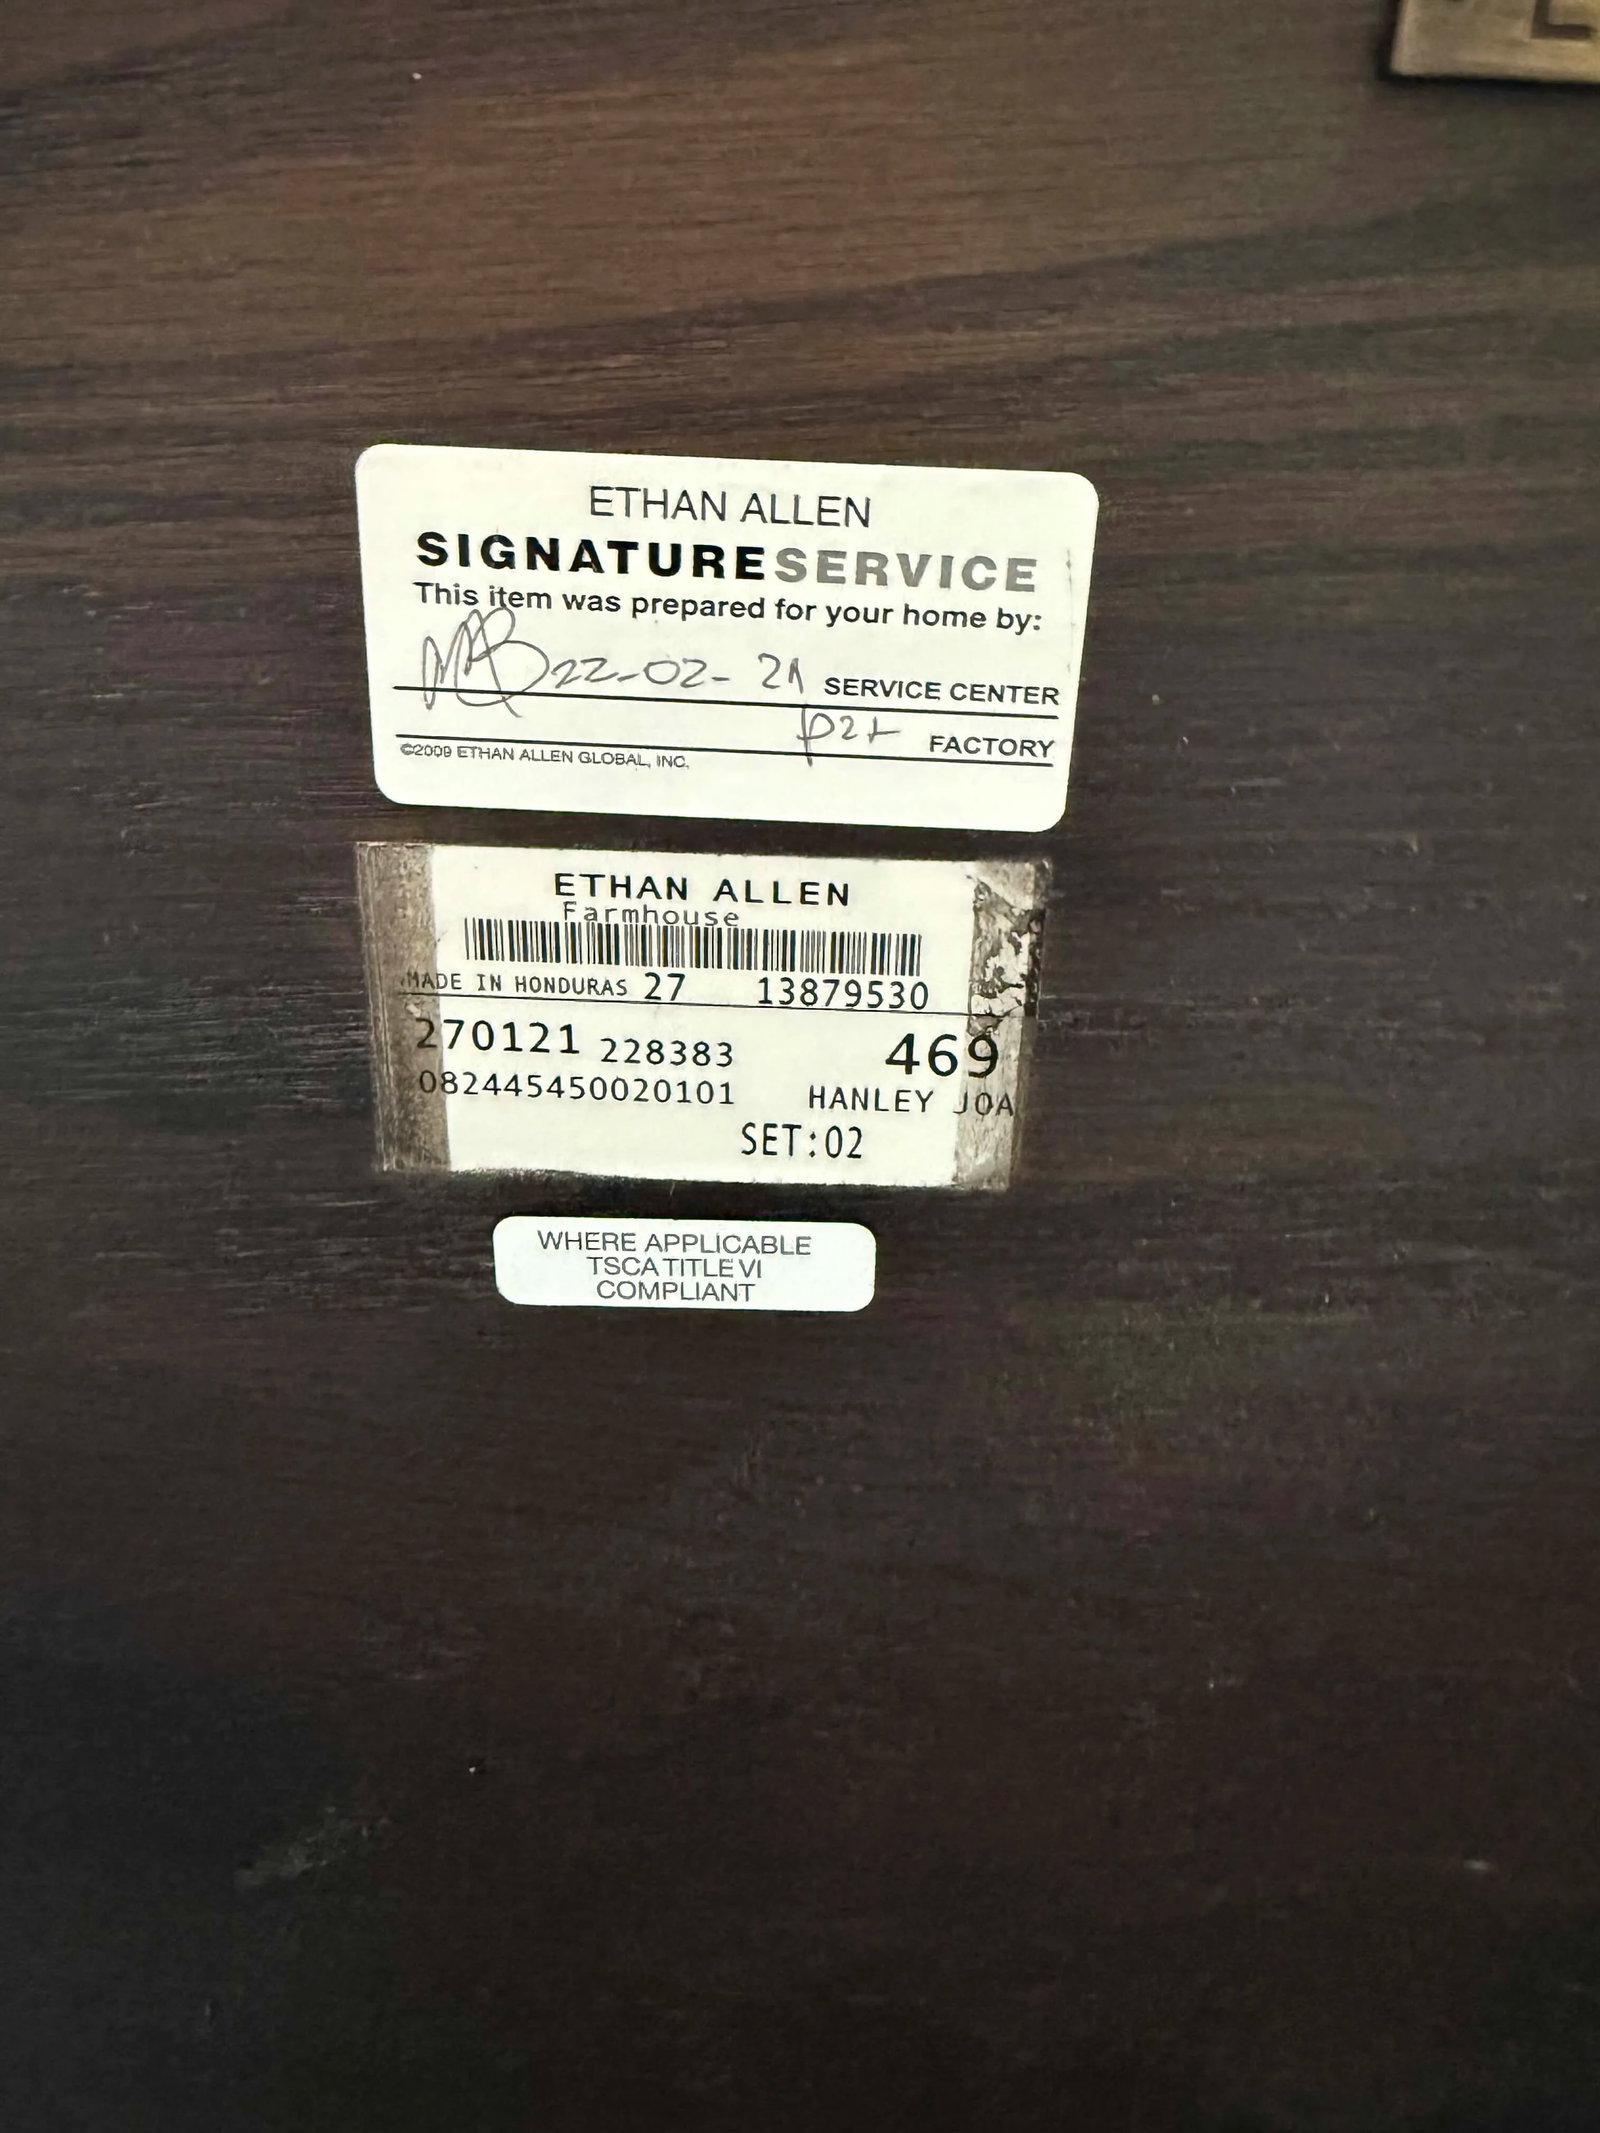 ETHAN ALLEN
SIGNATURESERVICE
This item was prepared for your home by:
22-02-21 SERVICE CENTER
FACTORY
©2009 ETHAN ALLEN GLOBAL, INC.
ETHAN ALLEN
Farmhouse
MADE IN HONDURAS 27 13879530
270121 228383 469
082445450020101 HANLEY JOA
SET:02
WHERE APPLICABLE
TSCA TITLE VI
COMPLIANT